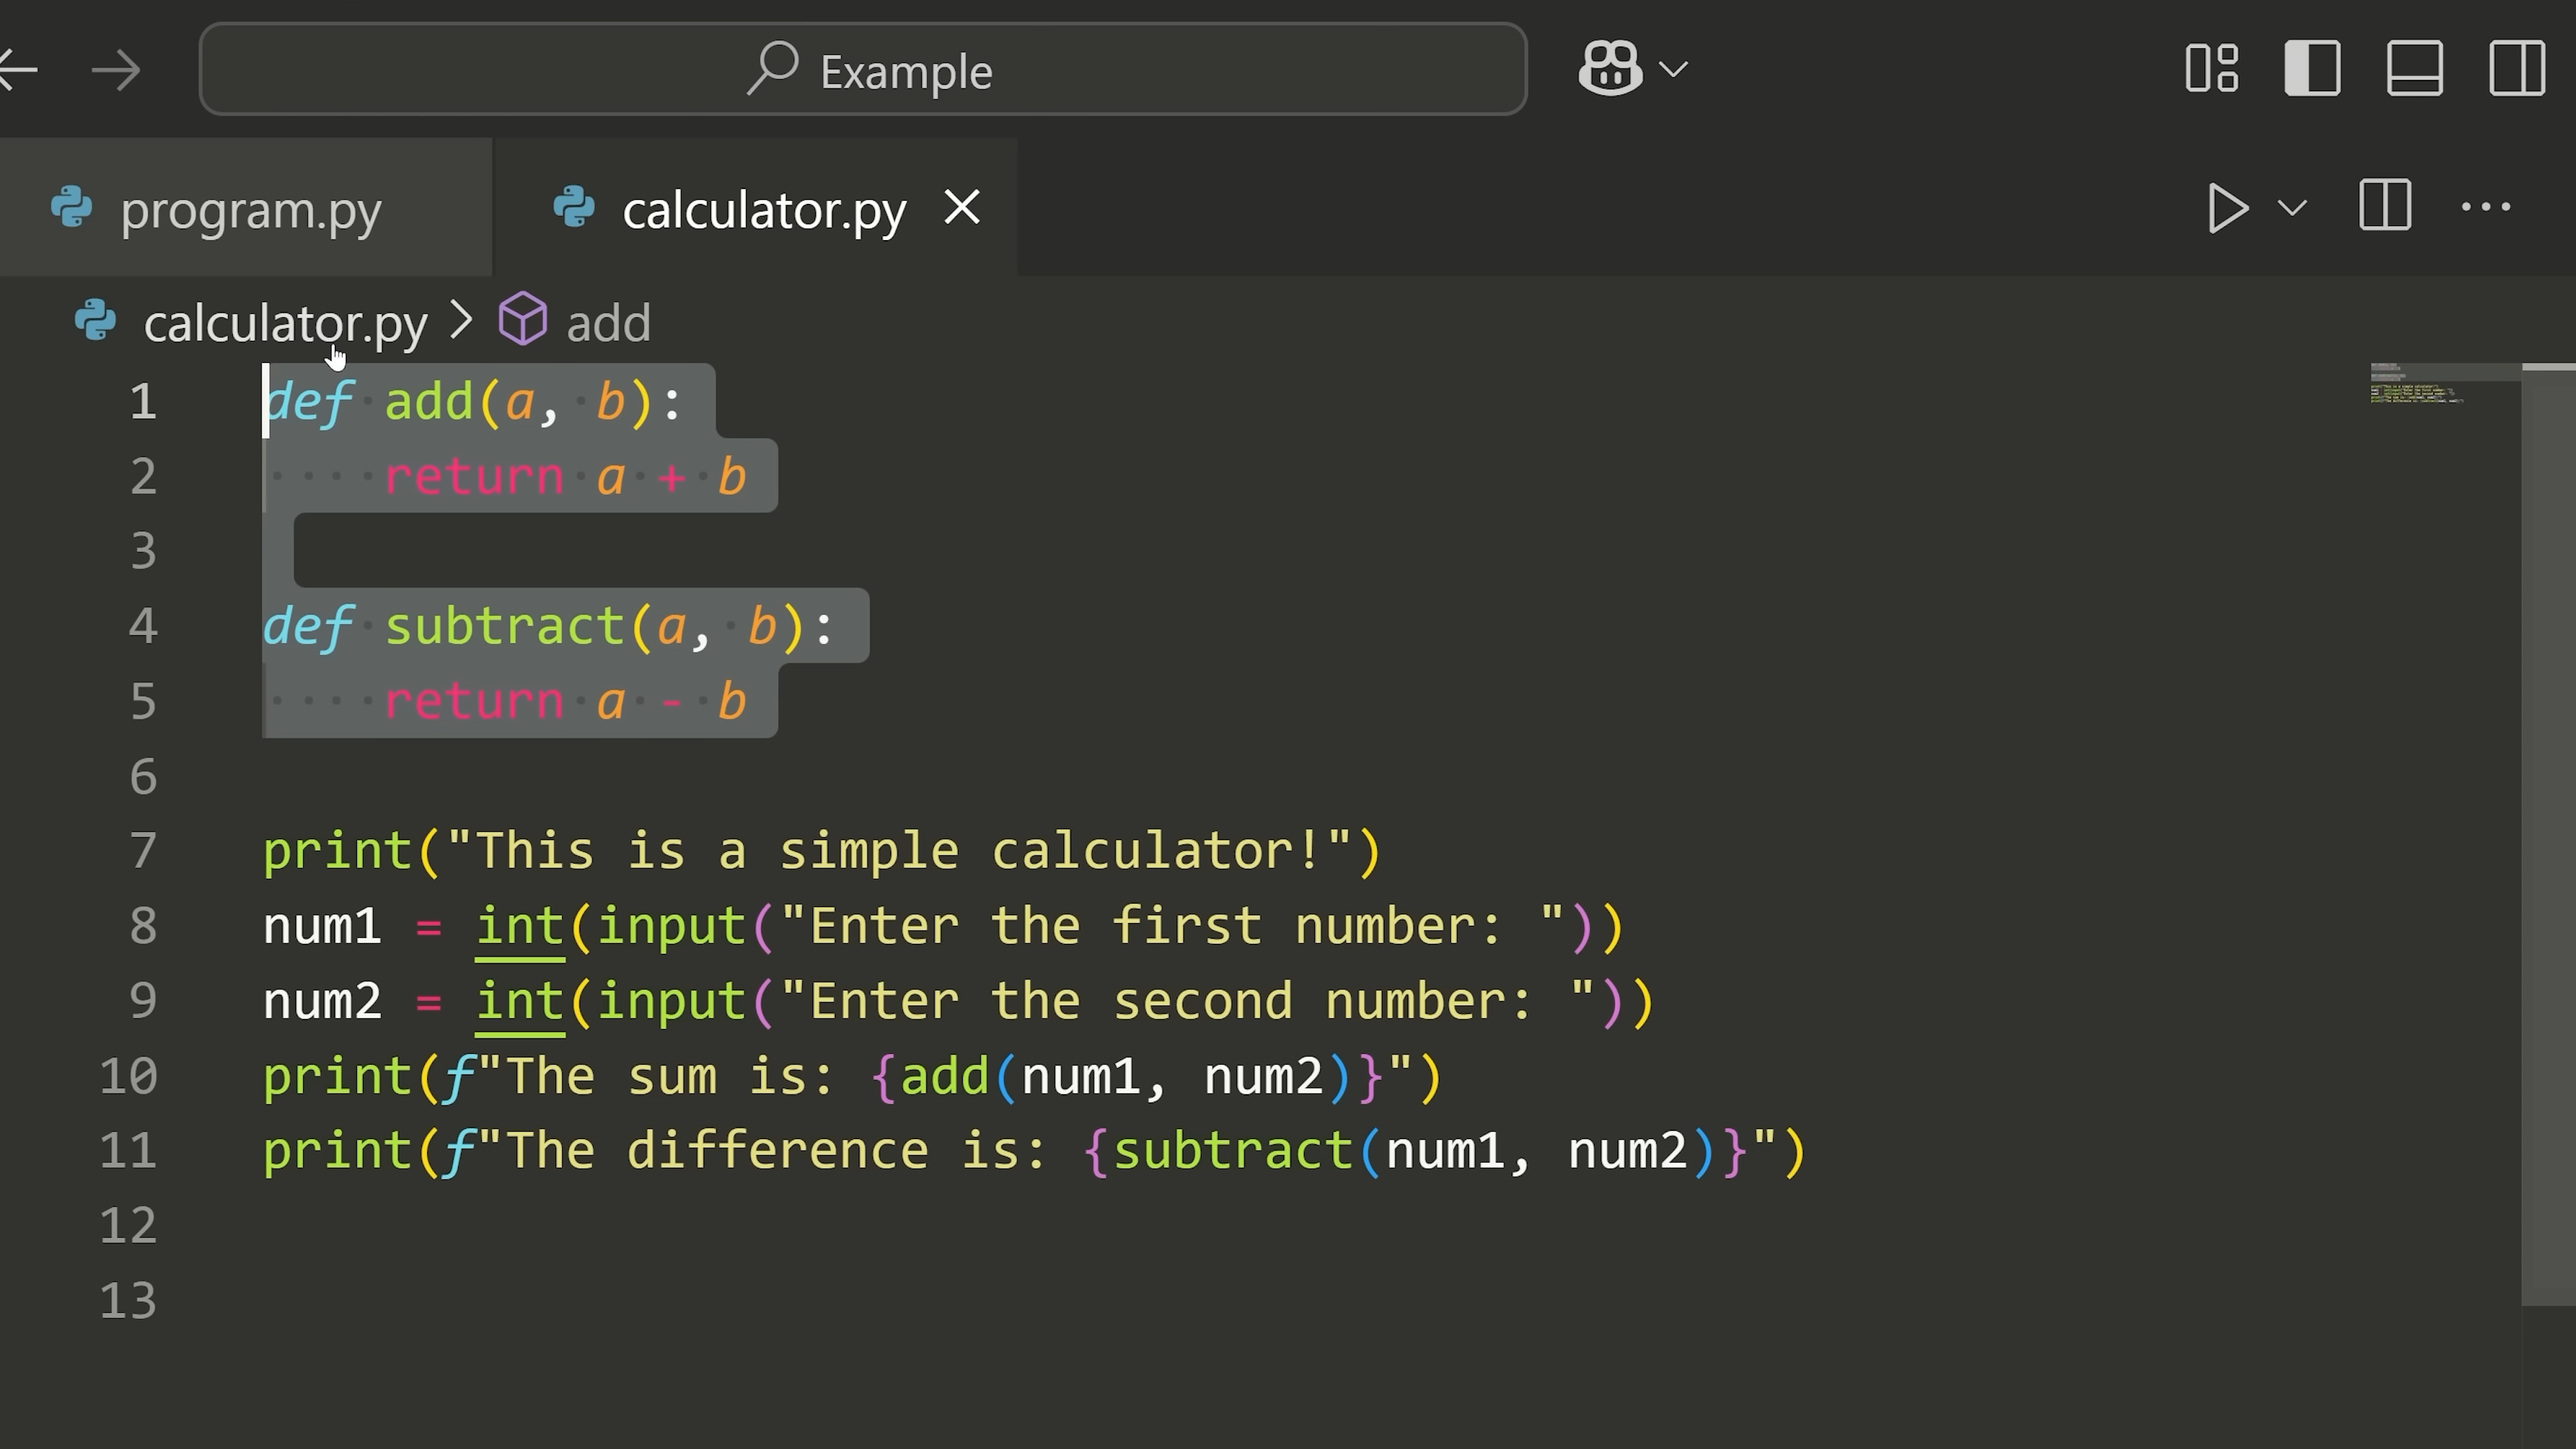 Example
program.py
calculator.py
calculator.py > add
1 def add(a, b):
2     return a + b
3
4 def subtract(a, b):
5     return a - b
6
7 print("This is a simple calculator!")
8 num1 = int(input("Enter the first number: "))
9 num2 = int(input("Enter the second number: "))
10 print(f"The sum is: {add(num1, num2)}")
11 print(f"The difference is: {subtract(num1, num2)}")
12
13